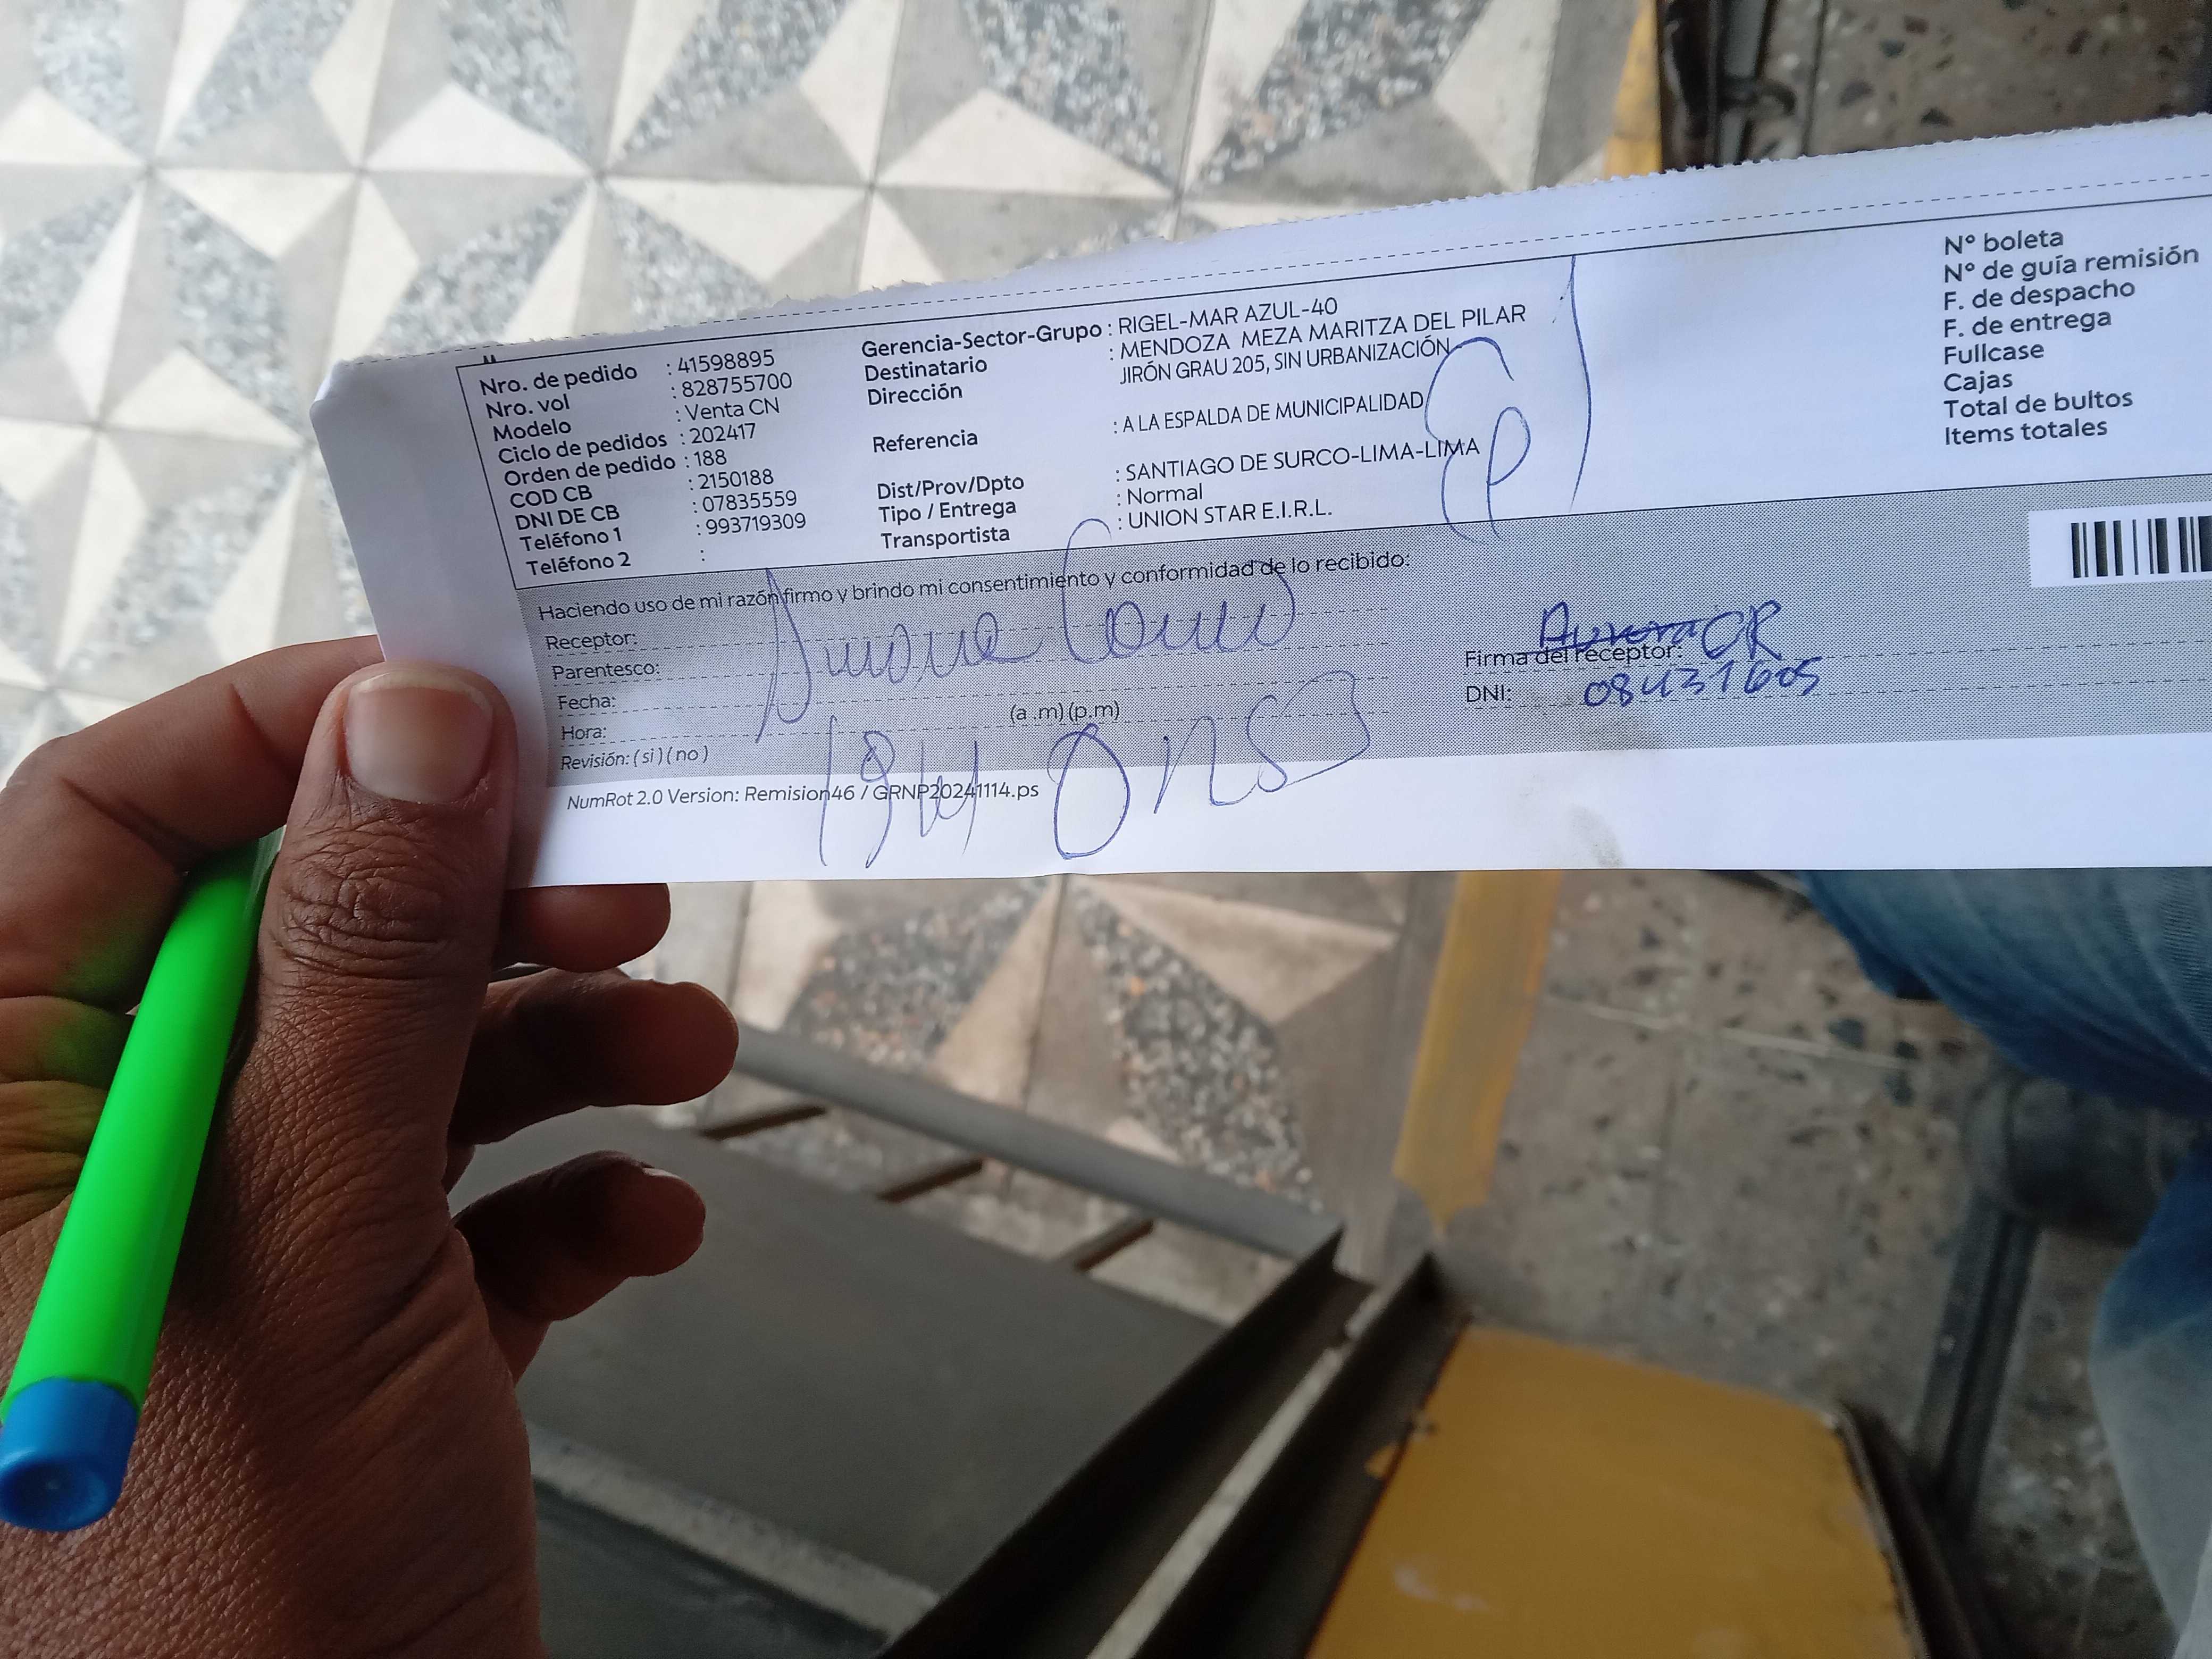 Nro. de pedido : 41598895
Nro. vol : 828755700
Modelo : Venta CN
Ciclo de pedidos : 202417
Orden de pedido : 188
COD CB : 2150188
DNI DE CB : 07835559
Teléfono 1 : 993719309
Teléfono 2 :
Gerencia-Sector-Grupo : RIGEL-MAR AZUL-40
Destinatario : MENDOZA MEZA MARITZA DEL PILAR
Dirección JIRÓN GRAU 205, SIN URBANIZACIÓN
Referencia : A LA ESPALDA DE MUNICIPALIDAD
Dist/Prov/Dpto : SANTIAGO DE SURCO-LIMA-LIMA
Tipo / Entrega : Normal
Transportista : UNION STAR E.I.R.L.
Nº boleta
Nº de guía remisión
F. de despacho
F. de entrega
Fullcase
Cajas
Total de bultos
Items totales
Haciendo uso de mi razón firmo y brindo mi consentimiento y conformidad de lo recibido:
Receptor:
Parentesco:
Fecha:
Hora: (a .m) (p.m)
Revisión: ( si ) ( no )
Aurora OR
Firma del receptor:
DNI: 08431605
NumRot 2.0 Version: Remision46 / GRNP20241114.ps